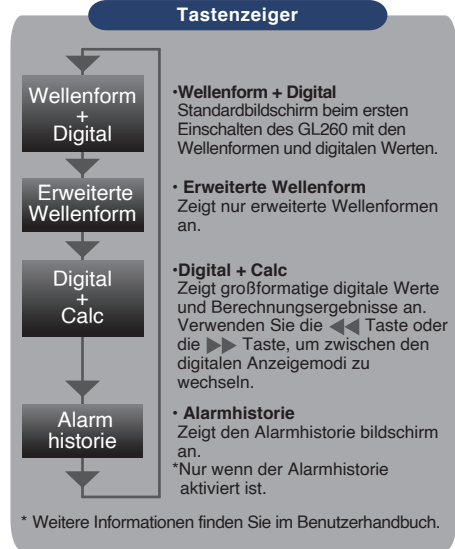 Tastenzeiger
Wellenform
+
Digital
·Wellenform + Digital
Standardbildschirm beim ersten
Einschalten des GL260 mit den
Wellenformen und digitalen Werten.
Erweiterte
Wellenform
· Erweiterte Wellenform
Zeigt nur erweiterte Wellenformen
an.
Digital
+
Calc
·Digital + Calc
Zeigt großformatige digitale Werte
und Berechnungsergebnisse an.
Verwenden Sie die ◀◀ Taste oder
die ▶▶ Taste, um zwischen den
digitalen Anzeigemodi zu
wechseln.
Alarm
historie
· Alarmhistorie
Zeigt den Alarmhistorie bildschirm
an.
*Nur wenn der Alarmhistorie
aktiviert ist.
* Weitere Informationen finden Sie im Benutzerhandbuch.